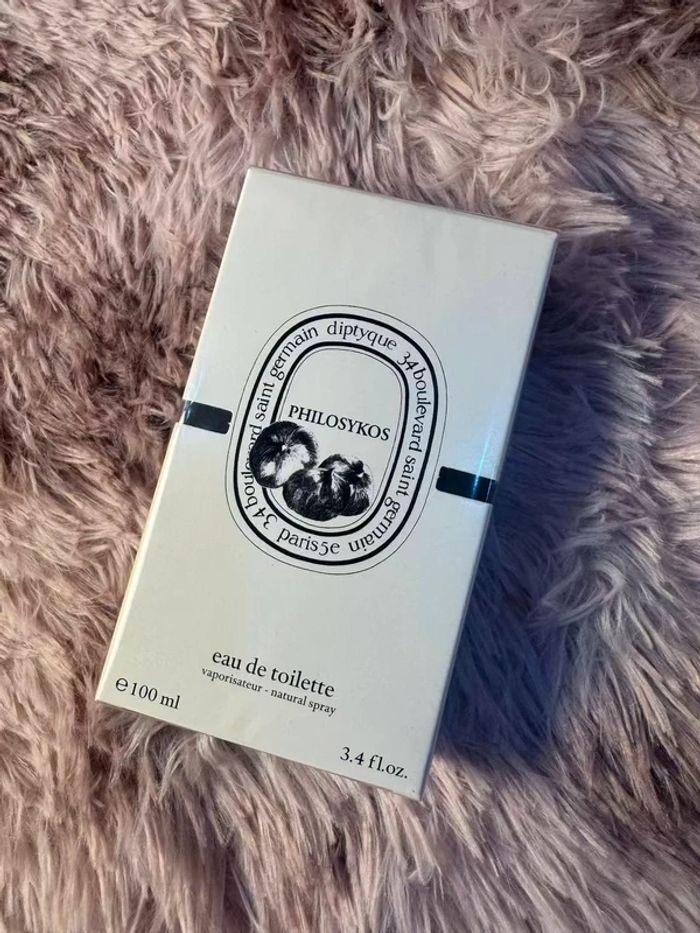 diptyque 34 boulevard saint germain paris5e 34 boulevard saint germain
PHILOSYKOS
eau de toilette
vaporisateur - natural spray
℮100 ml
3.4 fl.oz.